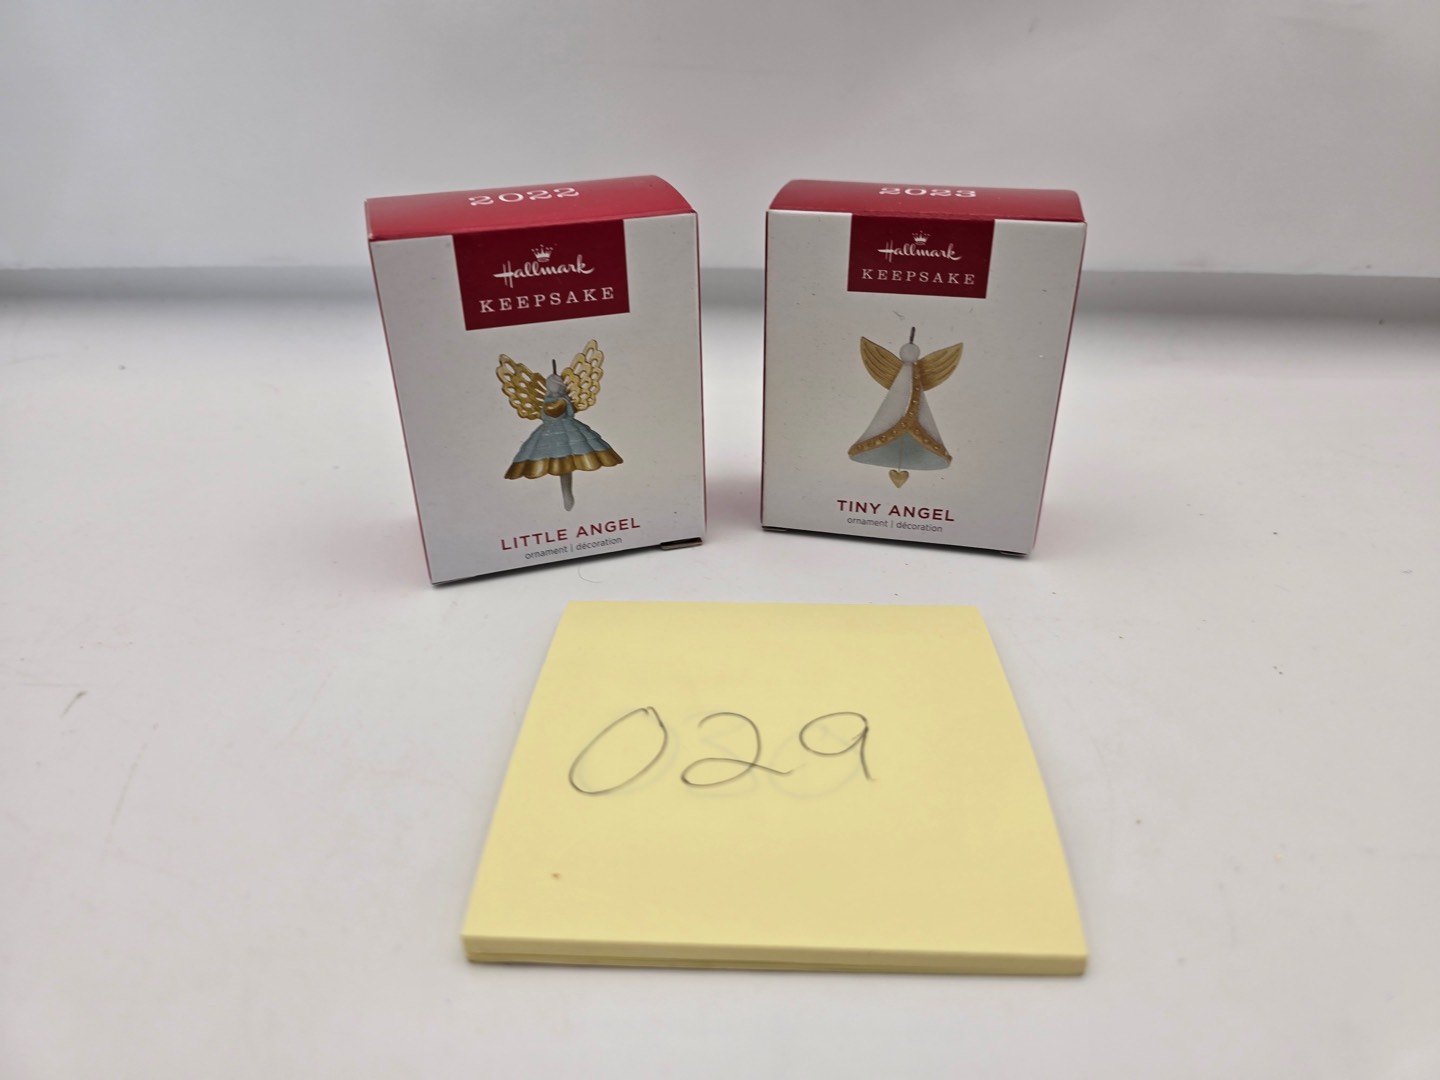 2022
Hallmark
KEEPSAKE
LITTLE ANGEL
ornament | décoration
2023
Hallmark
KEEPSAKE
TINY ANGEL
ornament | décoration
029